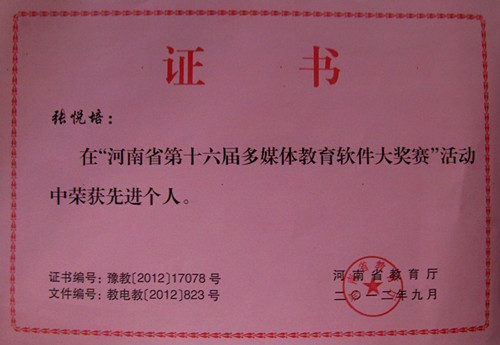 证书
张悦培：
在“河南省第十六届多媒体教育软件大奖赛”活动
中荣获先进个人。
证书编号：豫教[2012]17078号
河南省教育厅
文件编号：教电教[2012]823号
二〇一二年九月